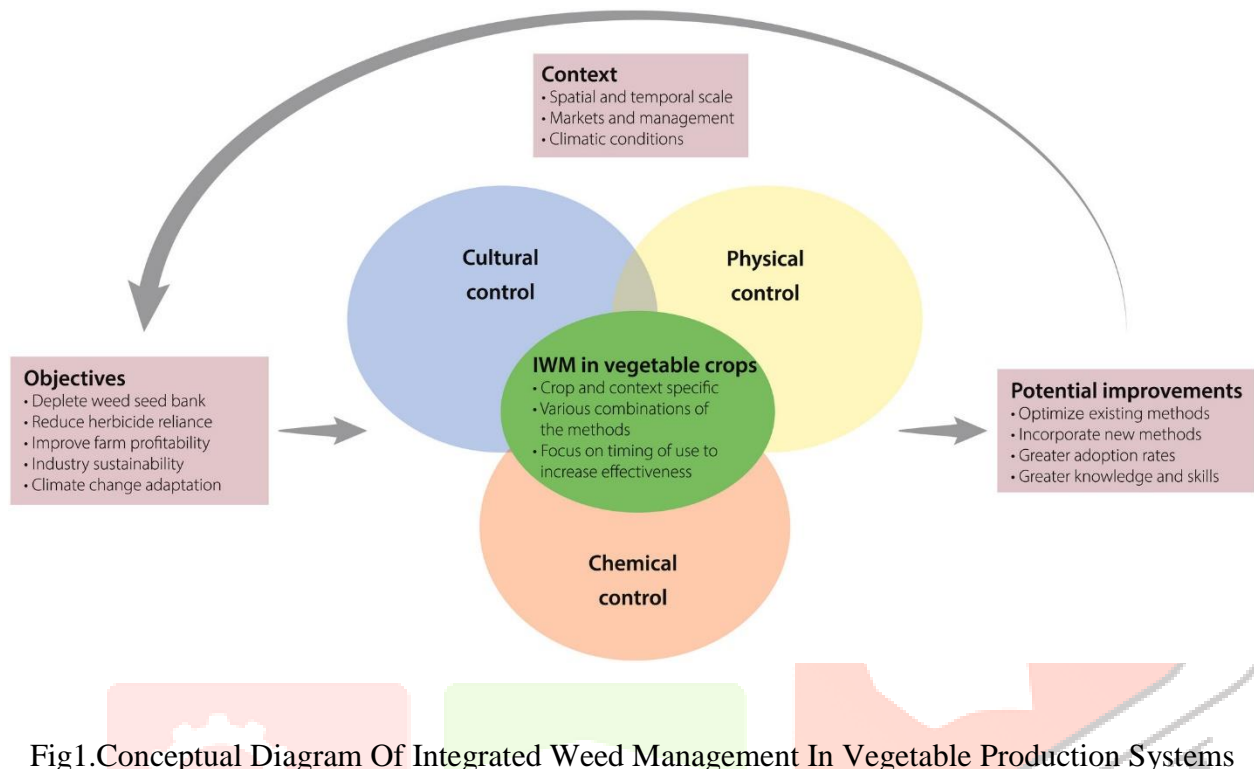 Context
• Spatial and temporal scale
• Markets and management
• Climatic conditions
Cultural
control
Physical
control
Objectives
• Deplete weed seed bank
• Reduce herbicide reliance
• Improve farm profitability
• Industry sustainability
• Climate change adaptation
IWM in vegetable crops
• Crop and context specific
• Various combinations of
the methods
• Focus on timing of use to
increase effectiveness
Potential improvements
• Optimize existing methods
• Incorporate new methods
• Greater adoption rates
• Greater knowledge and skills
Chemical
control
Fig1.Conceptual Diagram Of Integrated Weed Management In Vegetable Production Systems